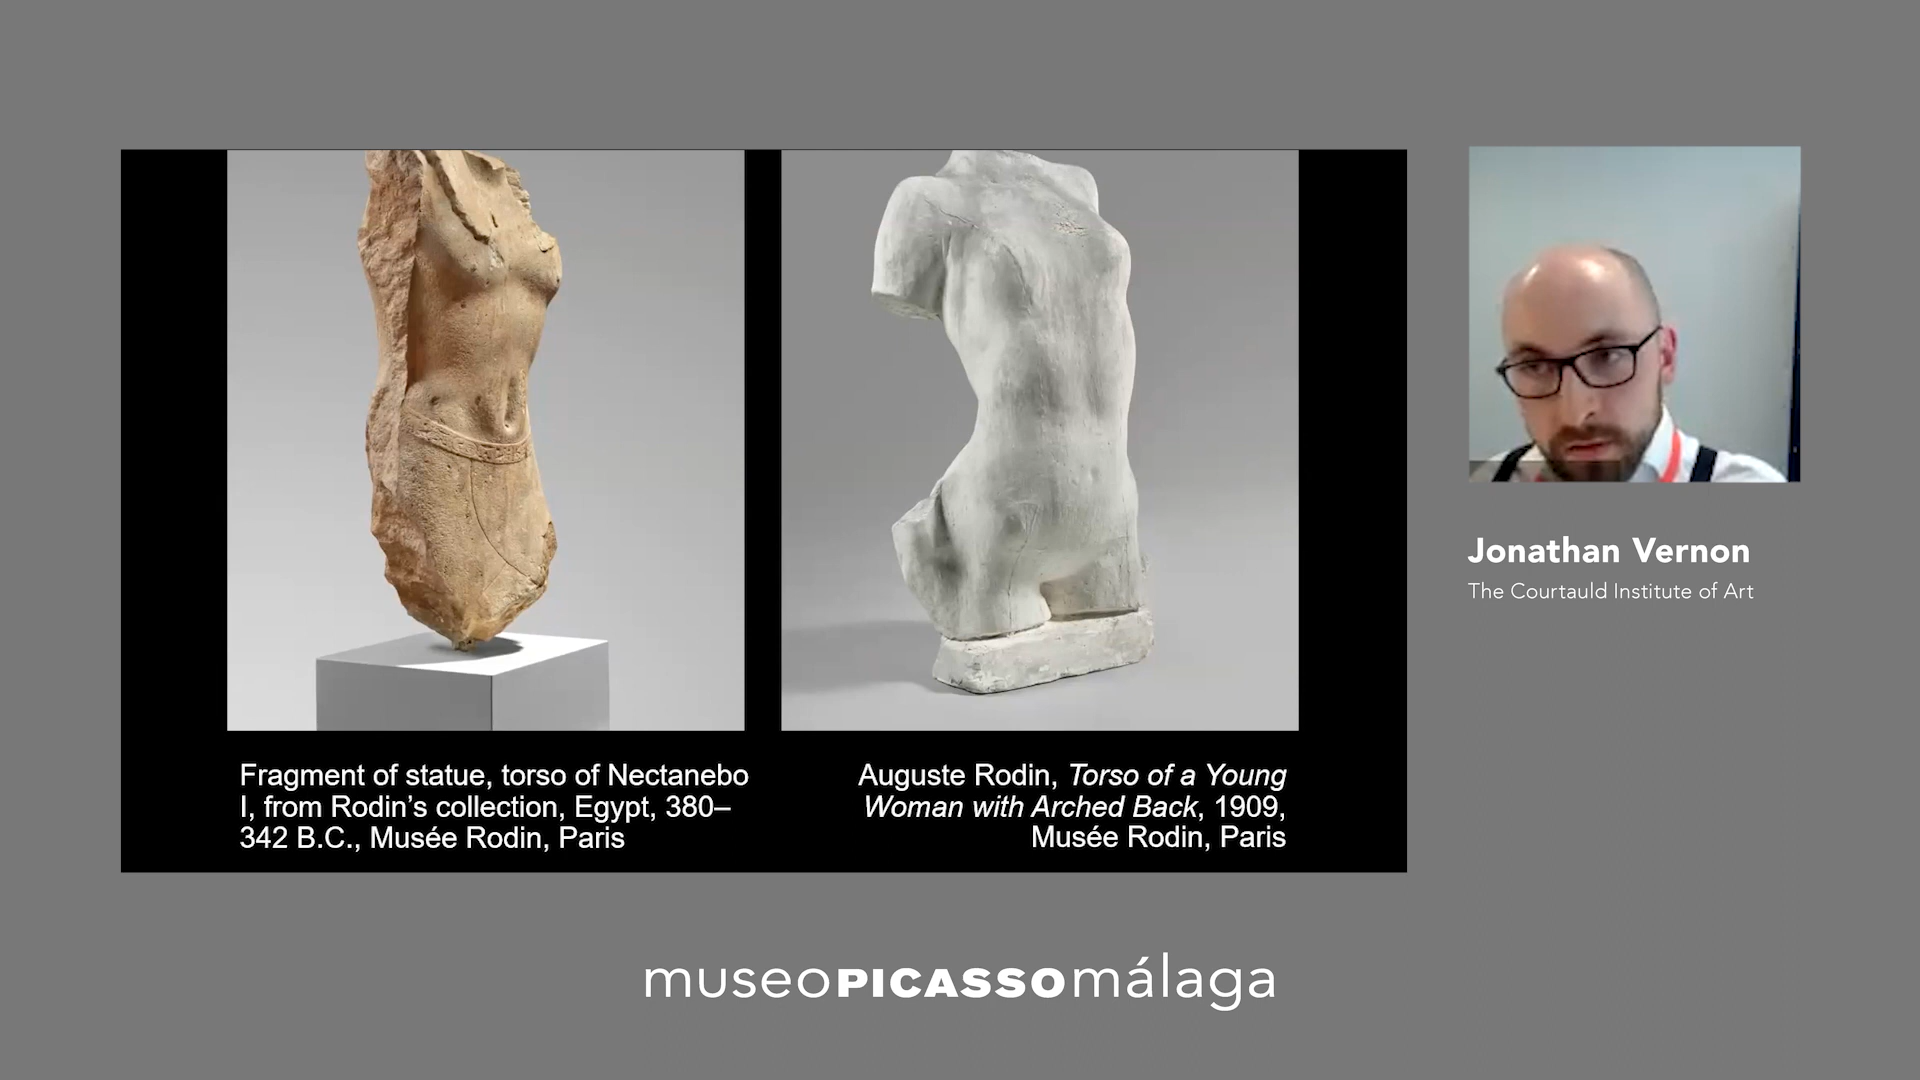 Fragment of statue, torso of Nectanebo
I, from Rodin’s collection, Egypt, 380–
342 B.C., Musée Rodin, Paris
Auguste Rodin, Torso of a Young
Woman with Arched Back, 1909,
Musée Rodin, Paris
Jonathan Vernon
The Courtauld Institute of Art
museoPICASSOmálaga